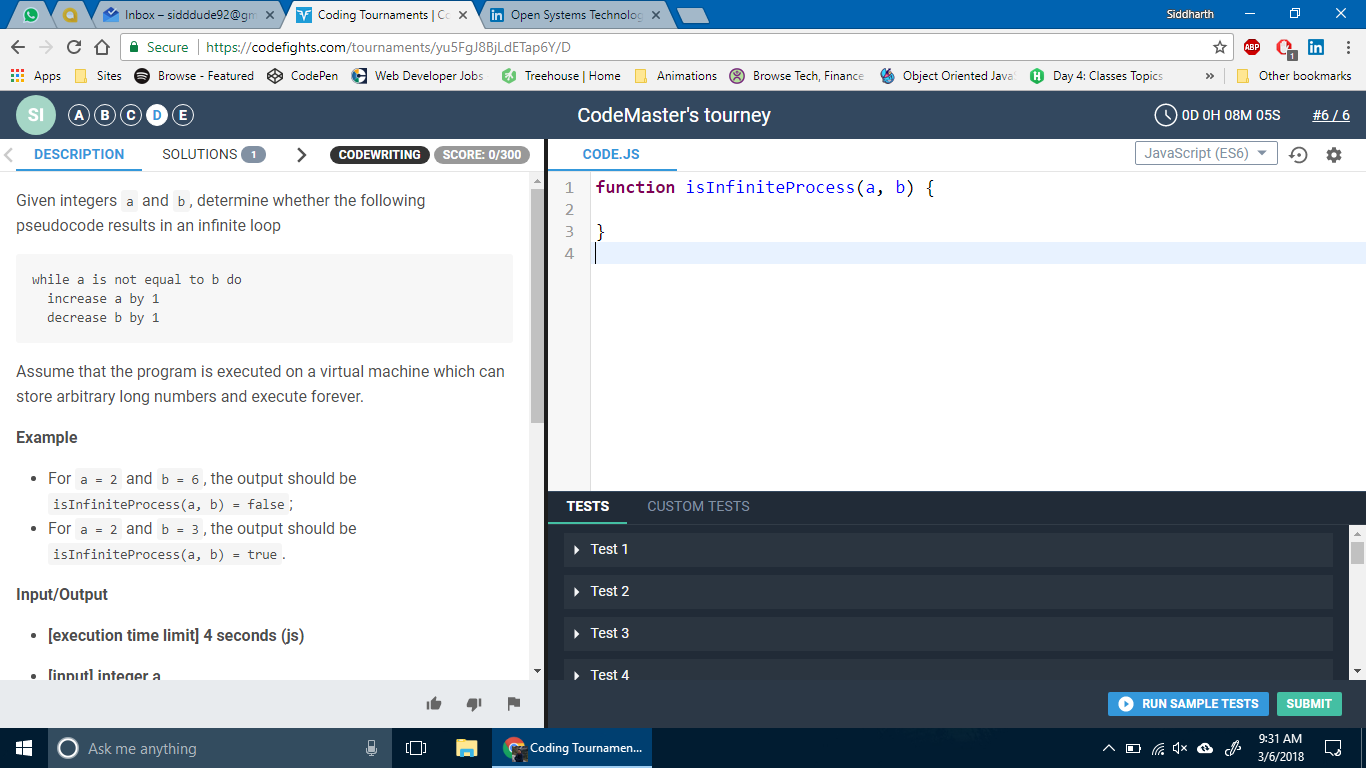 Inbox – sidddude92@gm
Coding Tournaments | Co
Open Systems Technolog
Siddharth
Secure
https://codefights.com/tournaments/yu5FgJ8BjLdETap6Y/D
ABP
1
Apps
Sites
Browse - Featured
CodePen
Web Developer Jobs
Treehouse | Home
Animations
Browse Tech, Finance
Object Oriented Java
Day 4: Classes Topics
»
Other bookmarks
SI
A B C D E
CodeMaster's tourney
0D 0H 08M 05S
#6 / 6
DESCRIPTION
SOLUTIONS 1
CODEWRITING
SCORE: 0/300
CODE.JS
JavaScript (ES6)
Given integers a and b, determine whether the following
pseudocode results in an infinite loop
while a is not equal to b do
increase a by 1
decrease b by 1
Assume that the program is executed on a virtual machine which can
store arbitrary long numbers and execute forever.
Example
• For a = 2 and b = 6, the output should be
isInfiniteProcess(a, b) = false;
• For a = 2 and b = 3, the output should be
isInfiniteProcess(a, b) = true.
Input/Output
• [execution time limit] 4 seconds (js)
• [input] integer a
1 function isInfiniteProcess(a, b) {
2
3 }
4
TESTS
CUSTOM TESTS
Test 1
Test 2
Test 3
Test 4
RUN SAMPLE TESTS
SUBMIT
Ask me anything
Coding Tournamen...
9:31 AM
3/6/2018